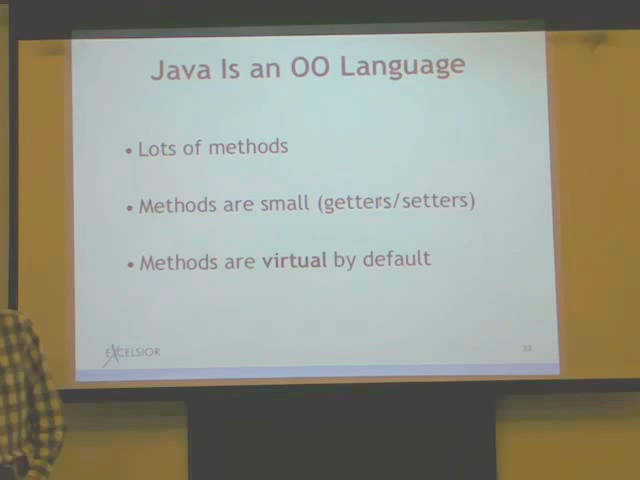 Java Is an OO Language
• Lots of methods
• Methods are small (getters/setters)
• Methods are virtual by default
EXCELSIOR